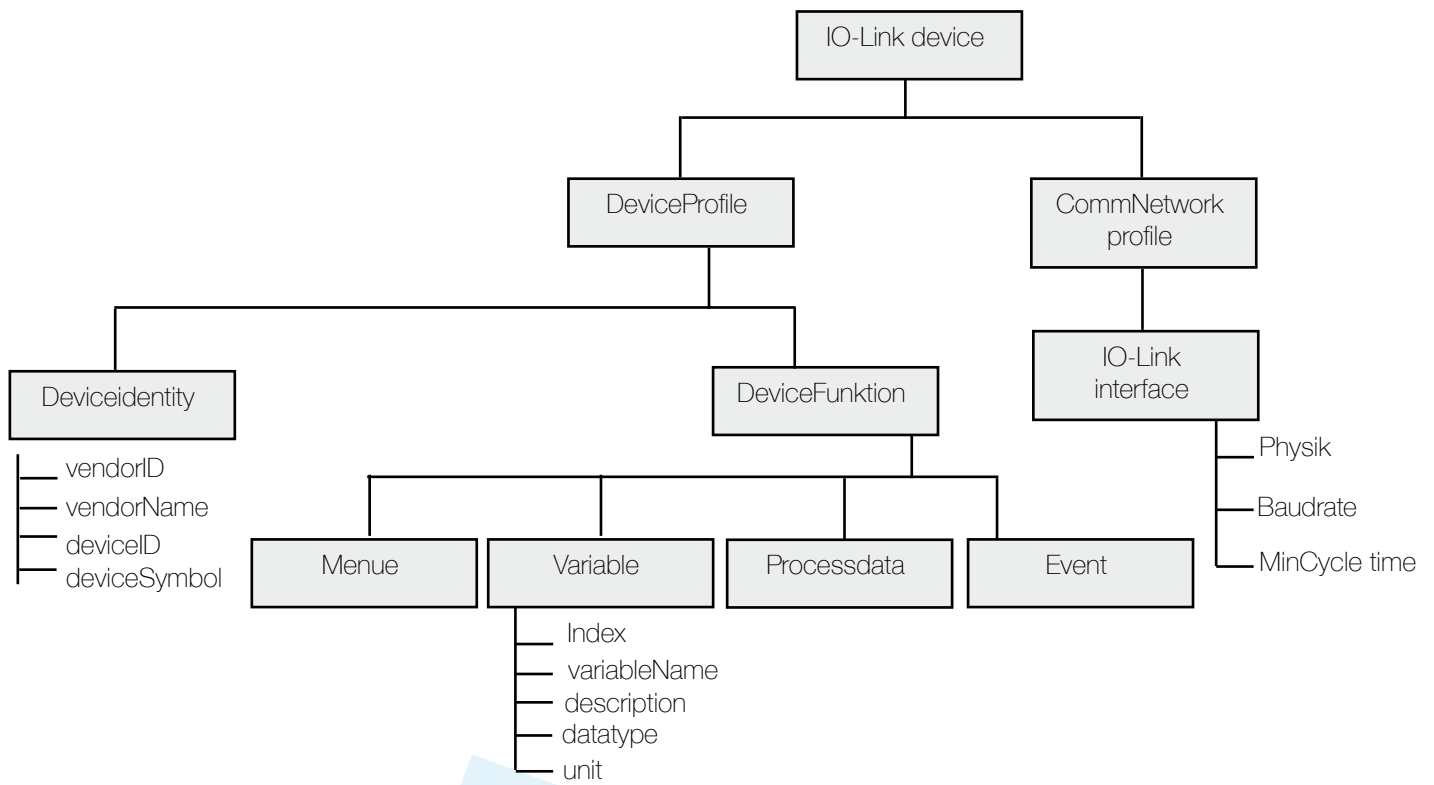 IO-Link device
DeviceProfile
CommNetwork
profile
Deviceidentity
DeviceFunktion
IO-Link
interface
vendorID
vendorName
deviceID
deviceSymbol
Menue
Variable
Processdata
Event
Physik
Baudrate
MinCycle time
Index
variableName
description
datatype
unit